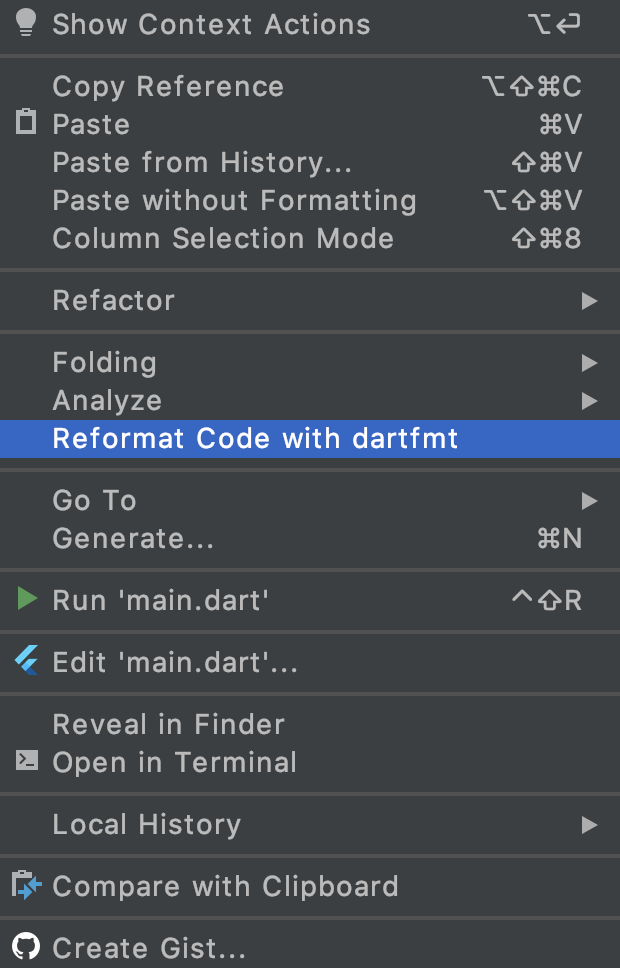 Show Context Actions ⌥⏎
Copy Reference ⌥⇧⌘C
Paste ⌘V
Paste from History... ⇧⌘V
Paste without Formatting ⌥⇧⌘V
Column Selection Mode ⇧⌘8
Refactor
Folding
Analyze
Reformat Code with dartfmt
Go To
Generate... ⌘N
Run 'main.dart' ^⇧R
Edit 'main.dart'...
Reveal in Finder
Open in Terminal
Local History
Compare with Clipboard
Create Gist...